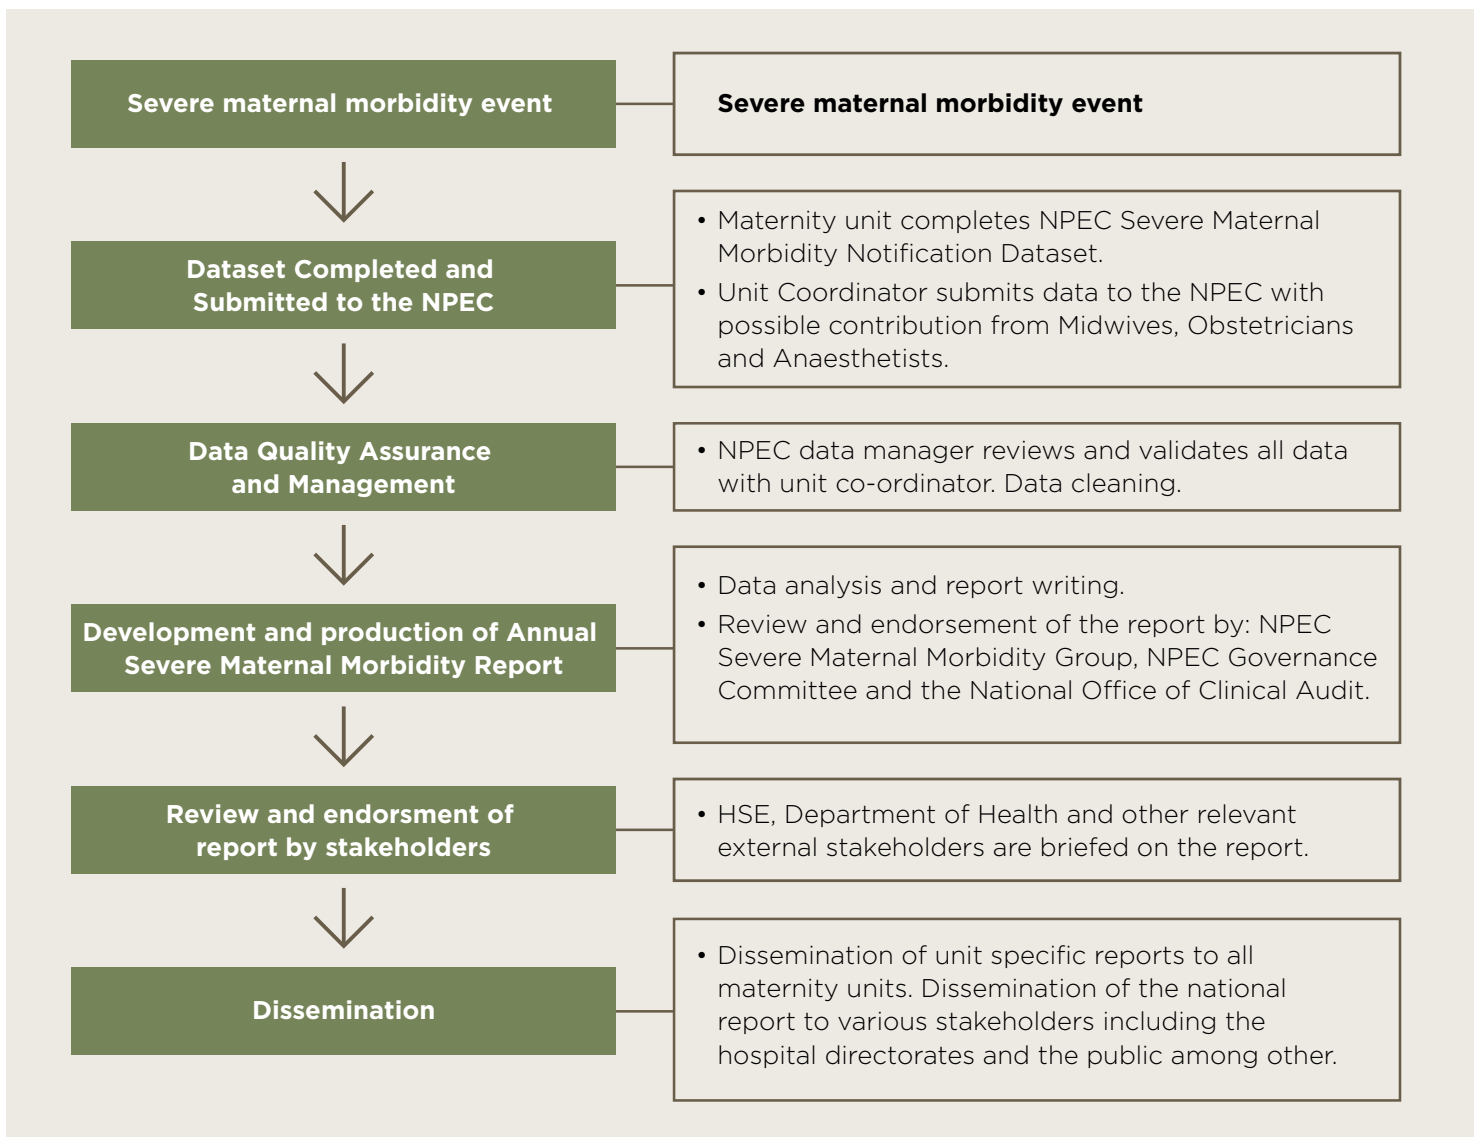 Severe maternal morbidity event
Severe maternal morbidity event
Dataset Completed and
Submitted to the NPEC
• Maternity unit completes NPEC Severe Maternal
Morbidity Notification Dataset.
• Unit Coordinator submits data to the NPEC with
possible contribution from Midwives, Obstetricians
and Anaesthetists.
Data Quality Assurance
and Management
• NPEC data manager reviews and validates all data
with unit co-ordinator. Data cleaning.
Development and production of Annual
Severe Maternal Morbidity Report
• Data analysis and report writing.
• Review and endorsement of the report by: NPEC
Severe Maternal Morbidity Group, NPEC Governance
Committee and the National Office of Clinical Audit.
Review and endorsment of
report by stakeholders
• HSE, Department of Health and other relevant
external stakeholders are briefed on the report.
Dissemination
• Dissemination of unit specific reports to all
maternity units. Dissemination of the national
report to various stakeholders including the
hospital directorates and the public among other.